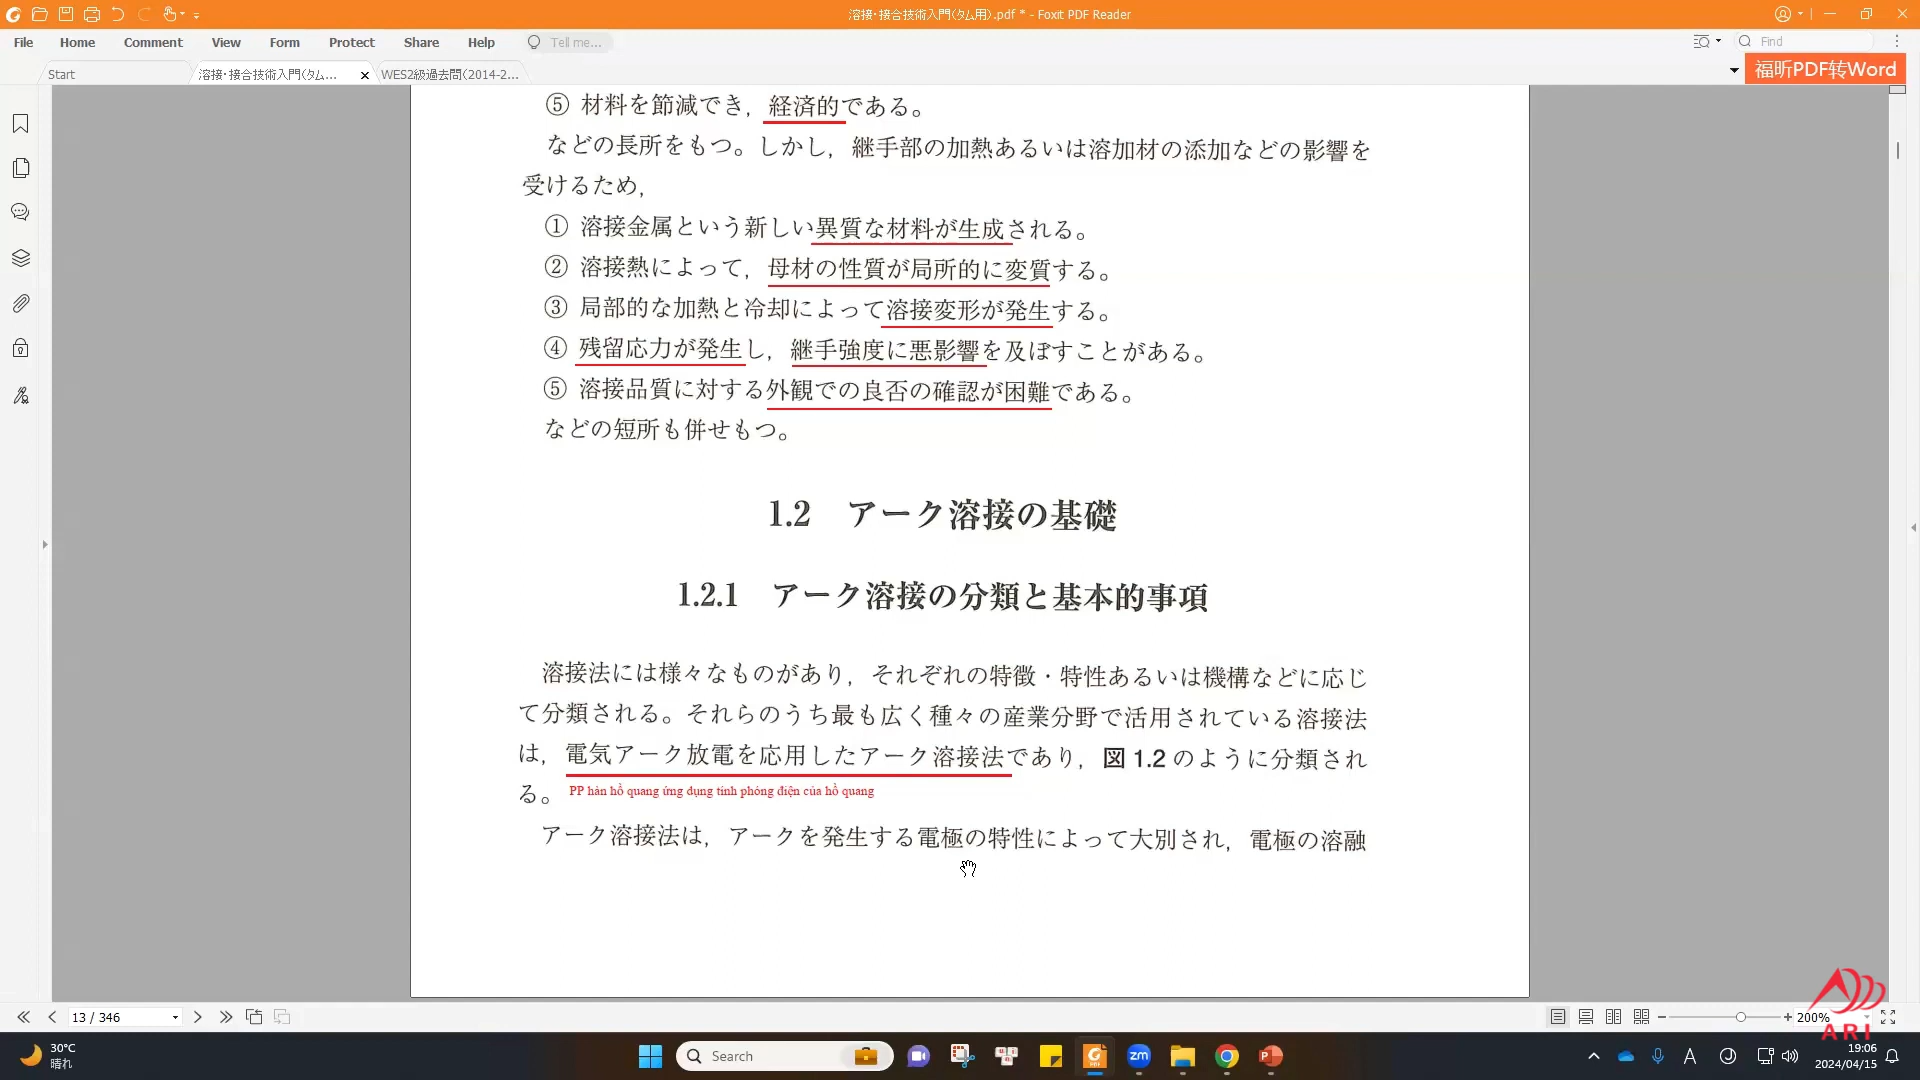 溶接・接合技術入門(タム用).pdf * - Foxit PDF Reader
File Home Comment View Form Protect Share Help Tell me... Find
Start 溶接・接合技術入門(タム... WES2級過去問(2014-2... 福昕PDF转Word
⑤ 材料を節減でき，経済的である。
などの長所をもつ。しかし，継手部の加熱あるいは溶加材の添加などの影響を
受けるため，
① 溶接金属という新しい異質な材料が生成される。
② 溶接熱によって，母材の性質が局所的に変質する。
③ 局部的な加熱と冷却によって溶接変形が発生する。
④ 残留応力が発生し，継手強度に悪影響を及ぼすことがある。
⑤ 溶接品質に対する外観での良否の確認が困難である。
などの短所も併せもつ。
1.2　アーク溶接の基礎
1.2.1　アーク溶接の分類と基本的事項
溶接法には様々なものがあり，それぞれの特徴・特性あるいは機構などに応じ
て分類される。それらのうち最も広く種々の産業分野で活用されている溶接法
は，電気アーク放電を応用したアーク溶接法であり，図 1.2 のように分類され
る。 PP hàn hồ quang ứng dụng tính phóng điện của hồ quang
アーク溶接法は，アークを発生する電極の特性によって大別され，電極の溶融
13 / 346 200%
ARI
30°C
晴れ
Search
19:06
2024/04/15